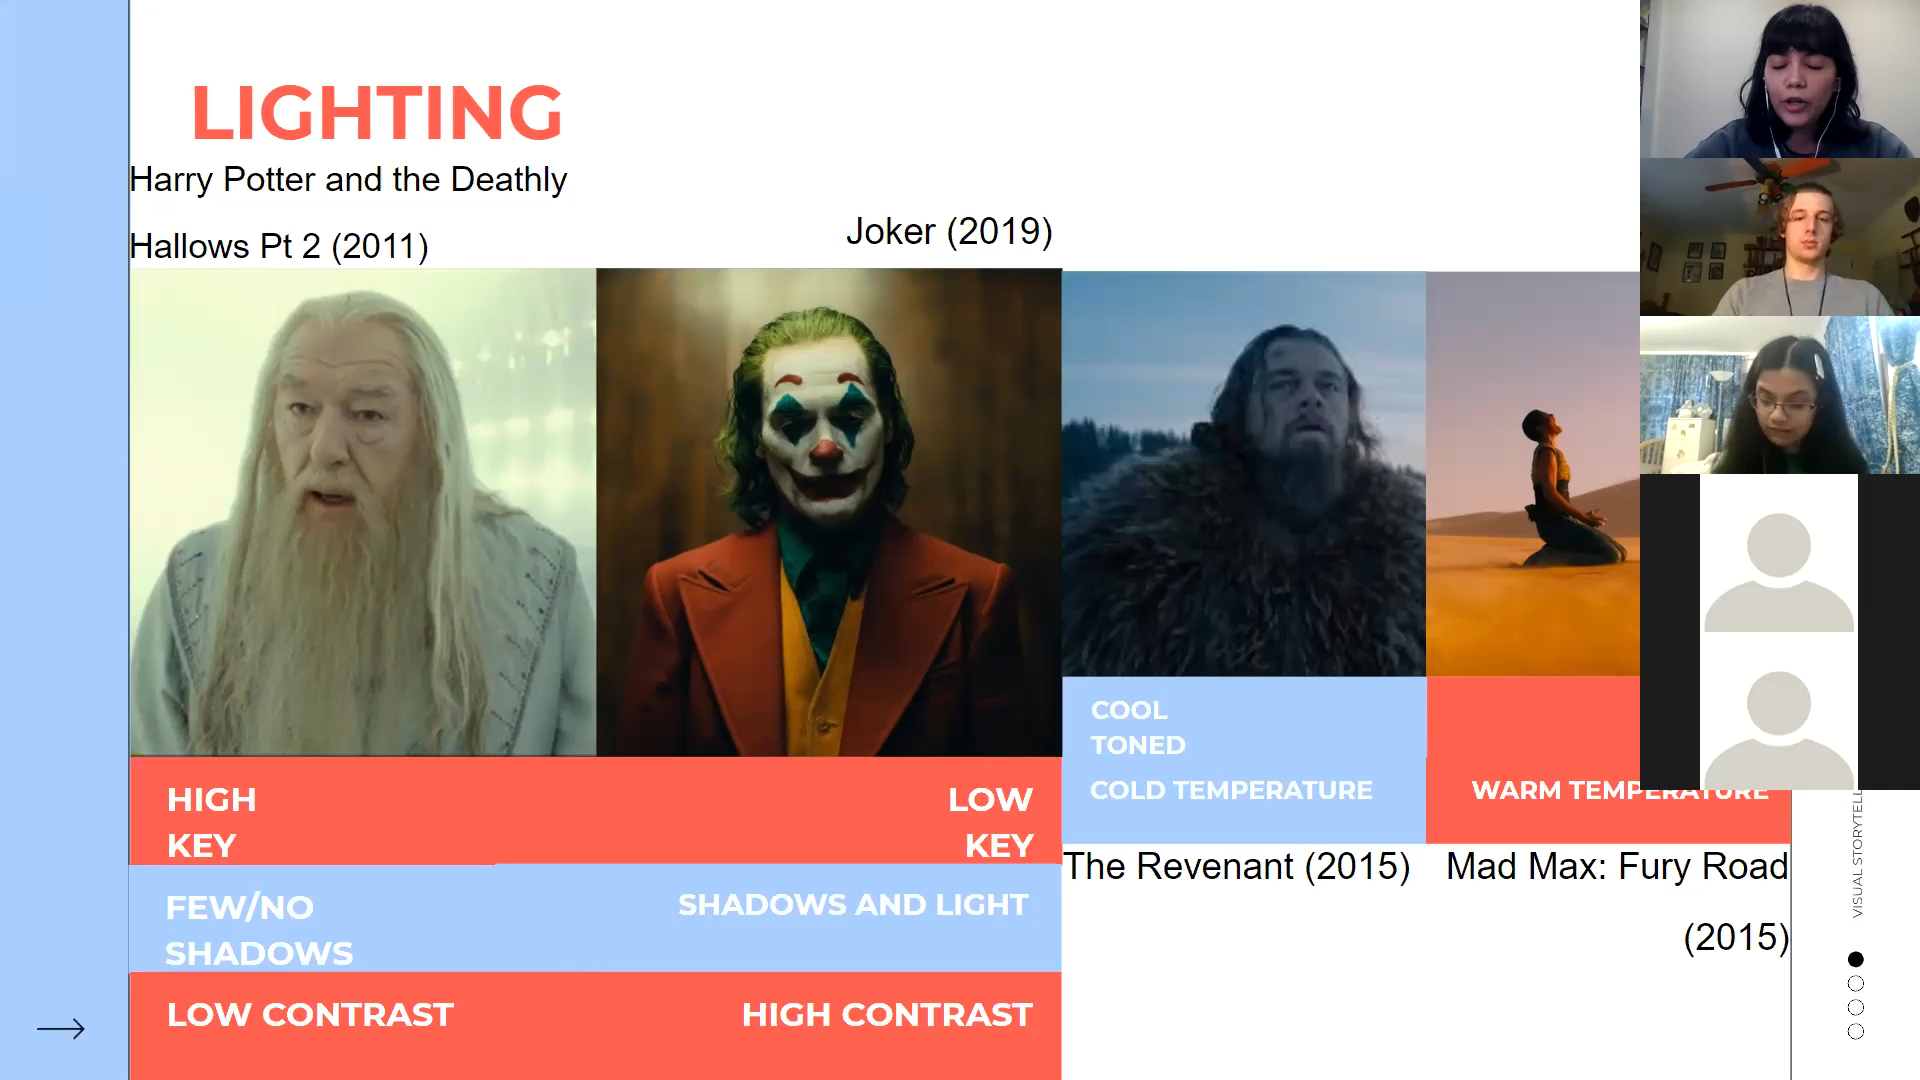 LIGHTING
Harry Potter and the Deathly
Hallows Pt 2 (2011)
Joker (2019)
HIGH
KEY
LOW
KEY
FEW/NO
SHADOWS
SHADOWS AND LIGHT
LOW CONTRAST
HIGH CONTRAST
COOL
TONED
COLD TEMPERATURE
WARM TEMPERATURE
The Revenant (2015)
Mad Max: Fury Road
(2015)
VISUAL STORYTELL